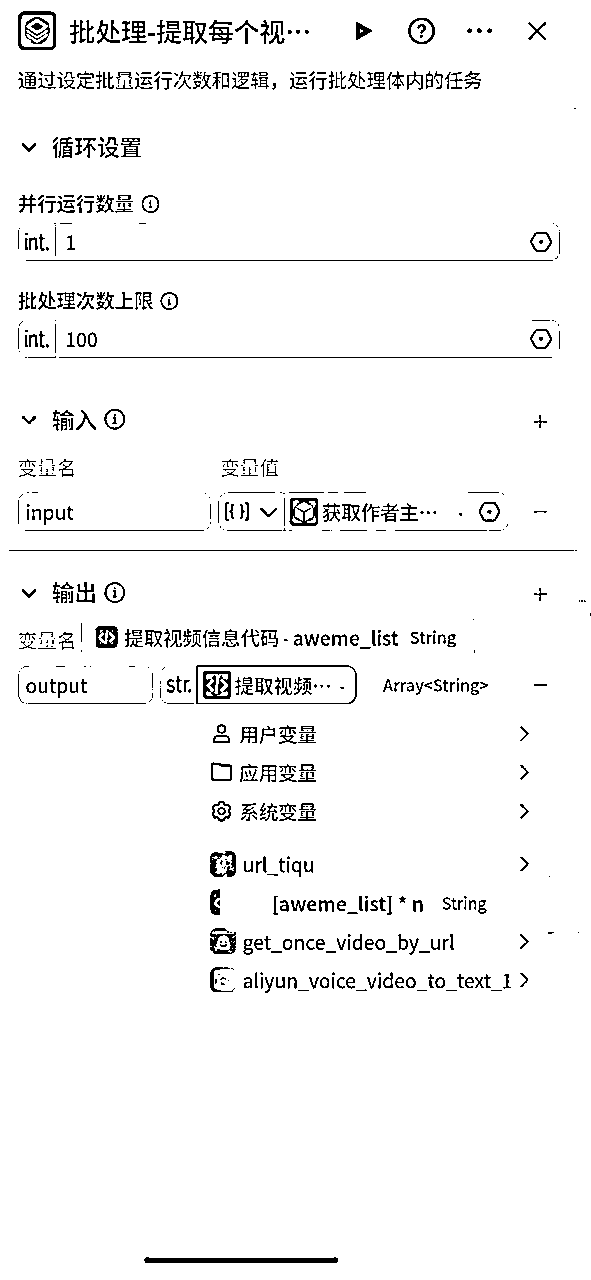 批处理-提取每个视…
通过设定批量运行次数和逻辑，运行批处理体内的任务
循环设置
并行运行数量
int. 1
批处理次数上限
int. 100
输入
变量名 变量值
input 获取作者主…
输出
变量名 提取视频信息代码 - aweme_list String
output str. 提取视频… Array<String>
用户变量
应用变量
系统变量
url_tiqu
[aweme_list] * n String
get_once_video_by_url
aliyun_voice_video_to_text_1